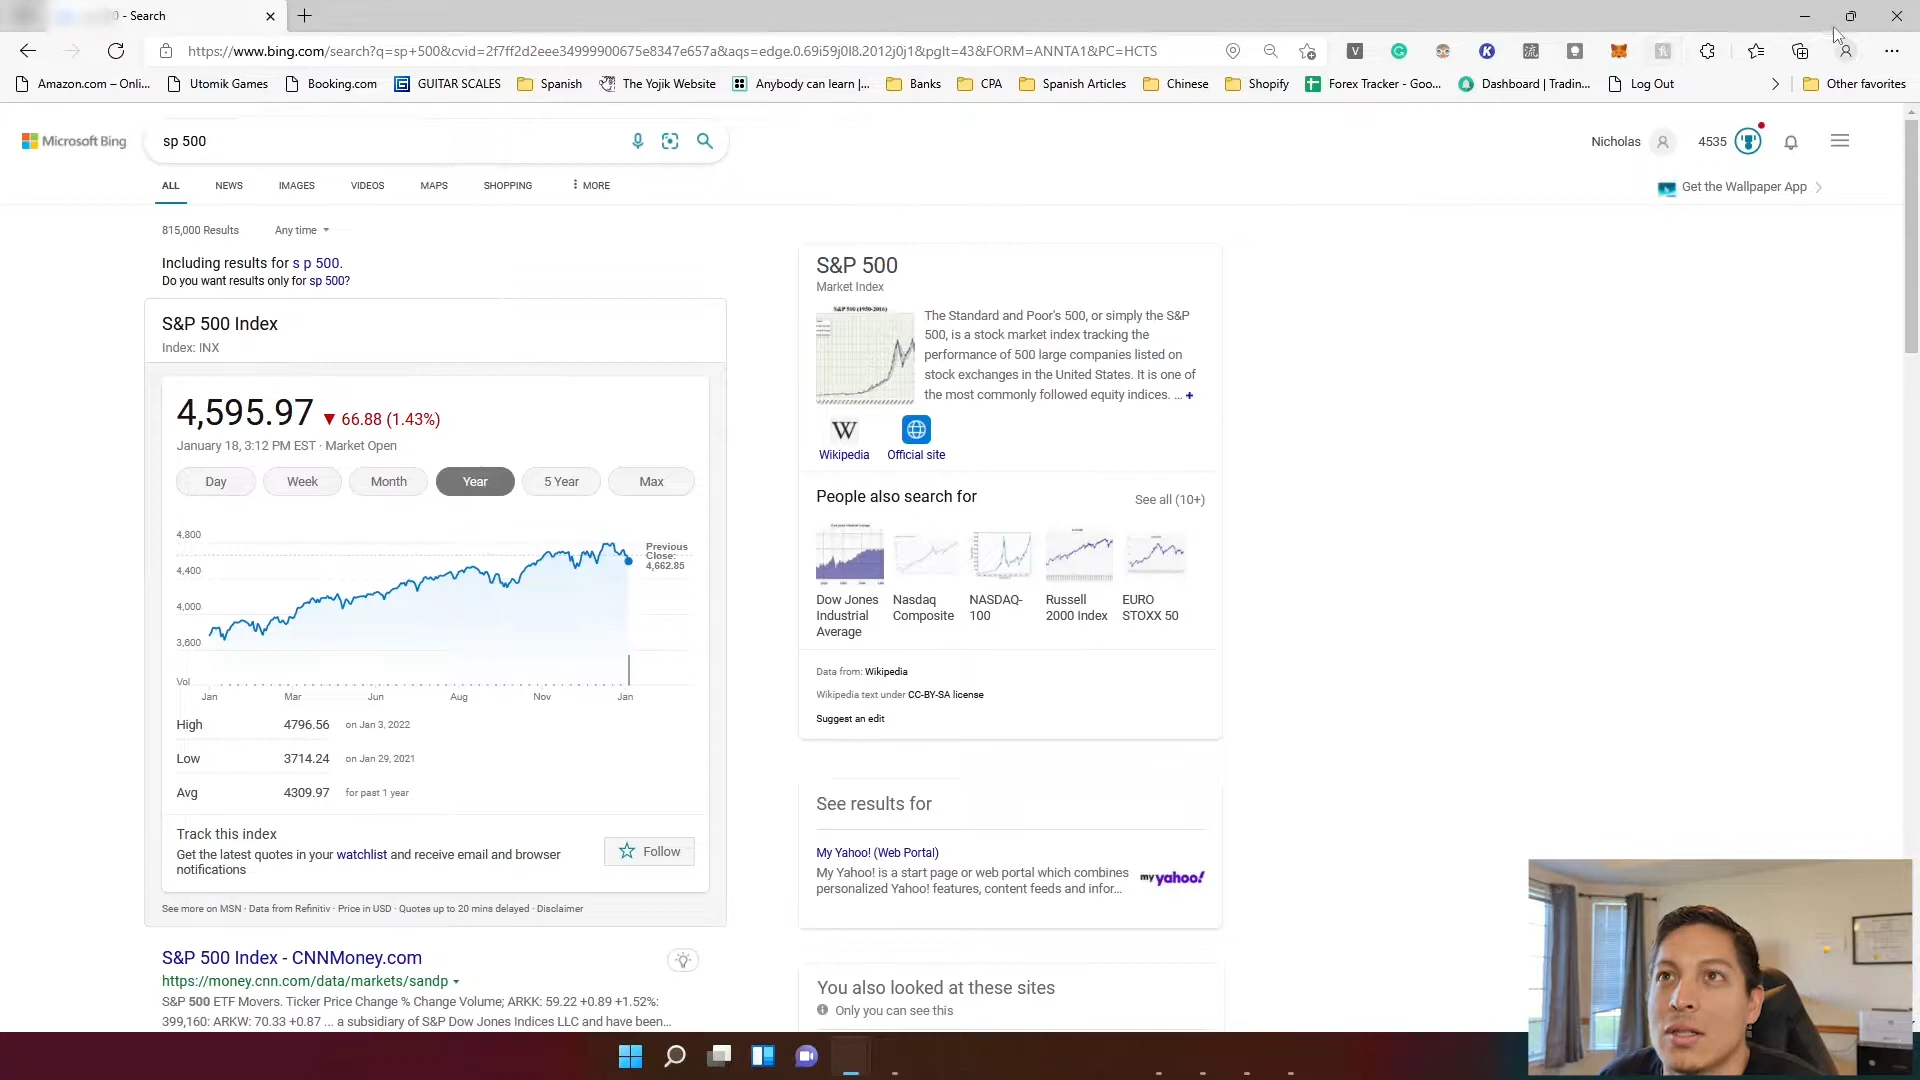 - Search
https://www.bing.com/search?q=sp+500&cvid=2f7ff2d2eee34999900675e8347e657a&aqs=edge.0.69i59j0l8.2012j0j1&pglt=43&FORM=ANNTA1&PC=HCTS
Amazon.com – Onli... Utomik Games Booking.com GUITAR SCALES Spanish The Yojik Website Anybody can learn |... Banks CPA Spanish Articles Chinese Shopify Forex Tracker - Goo... Dashboard | Tradin... Log Out Other favorites
Microsoft Bing
sp 500
Nicholas
4535
ALL NEWS IMAGES VIDEOS MAPS SHOPPING MORE
Get the Wallpaper App
815,000 Results Any time
Including results for s p 500.
Do you want results only for sp 500?
S&P 500 Index
Index: INX
4,595.97 ▼ 66.88 (1.43%)
January 18, 3:12 PM EST · Market Open
Day Week Month Year 5 Year Max
4,800
4,400
4,000
3,600
Vol
Previous
Close:
4,662.85
Jan Mar Jun Aug Nov Jan
High 4796.56 on Jan 3, 2022
Low 3714.24 on Jan 29, 2021
Avg 4309.97 for past 1 year
Track this index
Get the latest quotes in your watchlist and receive email and browser
notifications
Follow
See more on MSN · Data from Refinitiv · Price in USD · Quotes up to 20 mins delayed · Disclaimer
S&P 500 Index - CNNMoney.com
https://money.cnn.com/data/markets/sandp
S&P 500 ETF Movers. Ticker Price Change % Change Volume; ARKK: 59.22 +0.89 +1.52%:
399,160: ARKW: 70.33 +0.87 ... a subsidiary of S&P Dow Jones Indices LLC and have been...
S&P 500
Market Index
S&P 500 (1950-2016)
The Standard and Poor's 500, or simply the S&P
500, is a stock market index tracking the
performance of 500 large companies listed on
stock exchanges in the United States. It is one of
the most commonly followed equity indices. ... +
W
Wikipedia Official site
People also search for
See all (10+)
Dow Jones
Industrial
Average
Nasdaq
Composite
NASDAQ-
100
Russell
2000 Index
EURO
STOXX 50
Data from: Wikipedia
Wikipedia text under CC-BY-SA license
Suggest an edit
See results for
My Yahoo! (Web Portal)
My Yahoo! is a start page or web portal which combines
personalized Yahoo! features, content feeds and infor...
my yahoo!
You also looked at these sites
Only you can see this